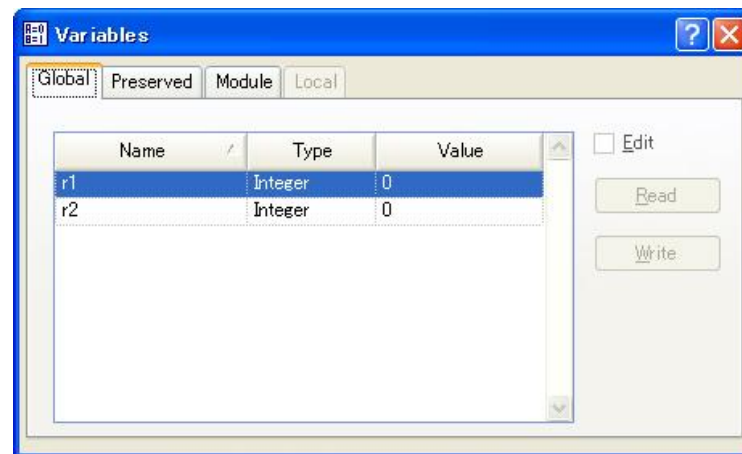 Variables
Global Preserved Module Local
Name Type Value
Edit
r1 Integer 0
Read
r2 Integer 0
Write